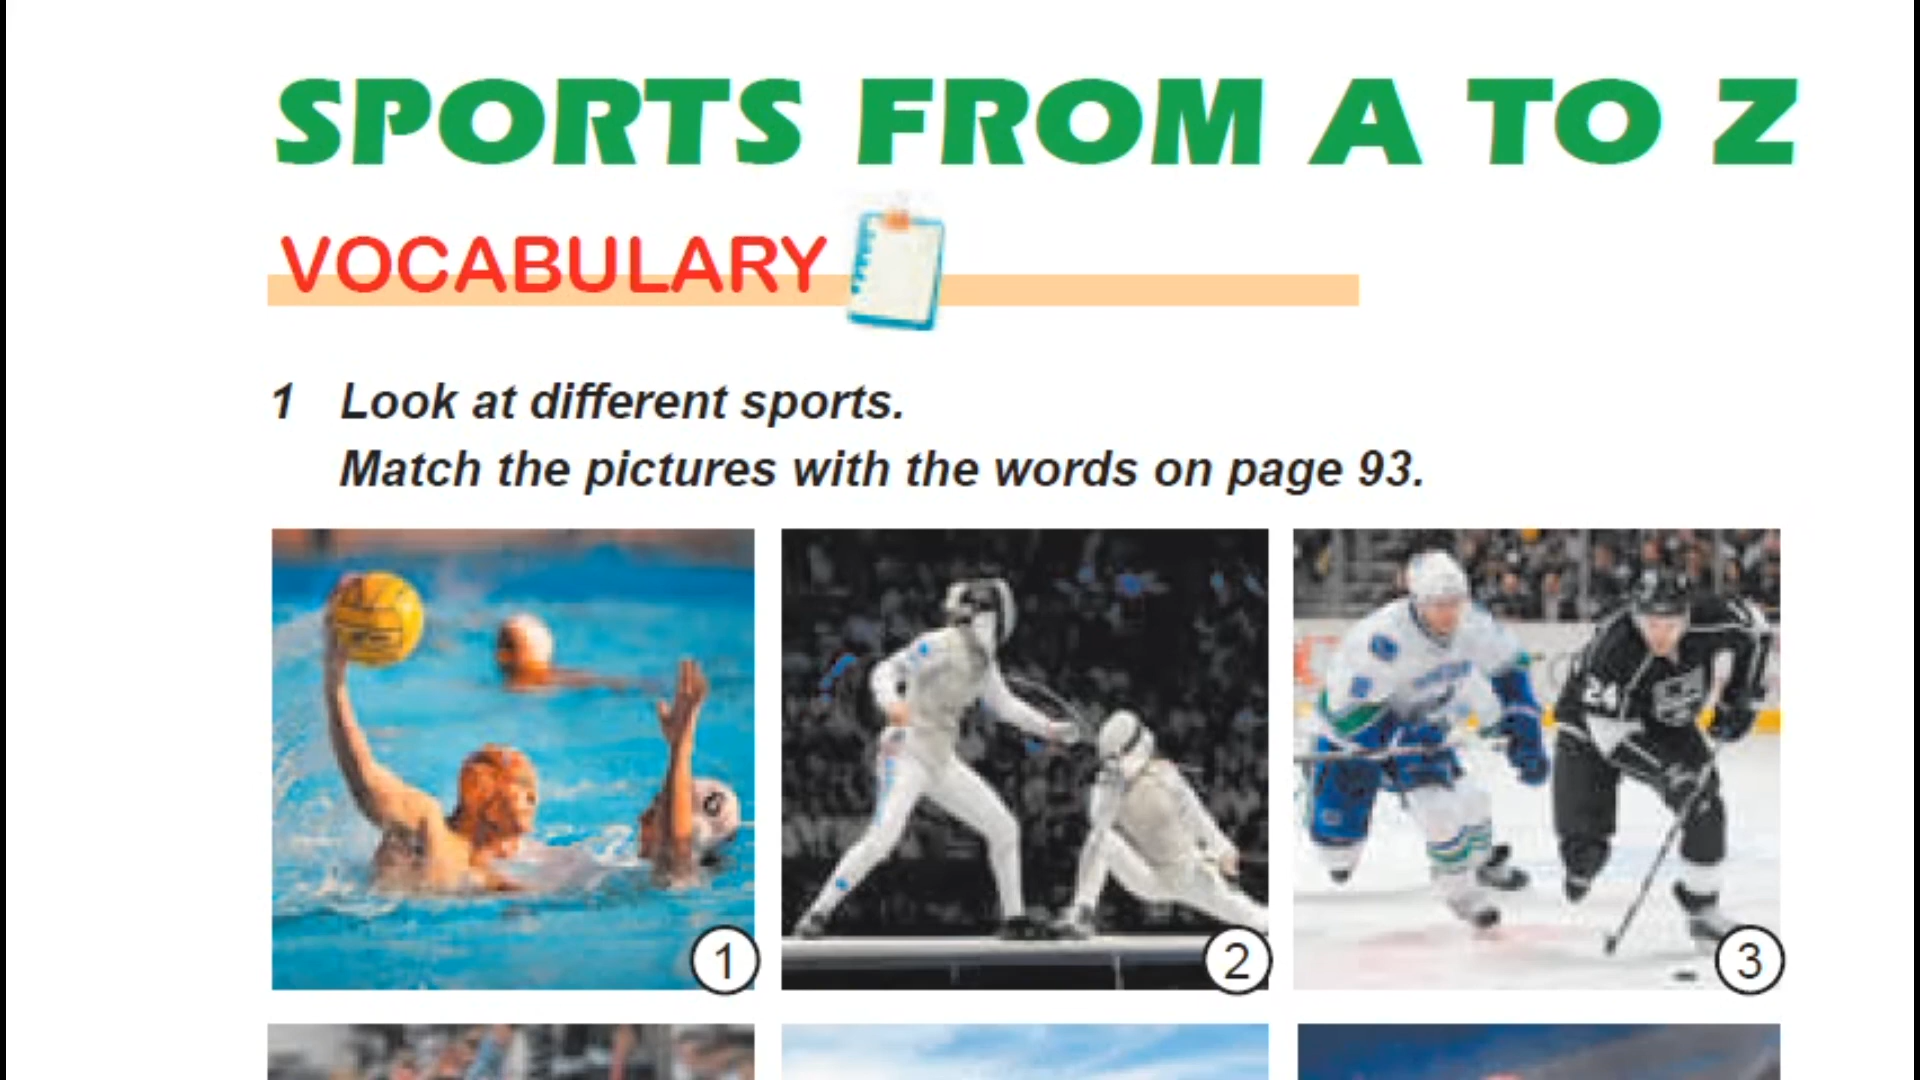 SPORTS FROM A TO Z
VOCABULARY
1 Look at different sports.
Match the pictures with the words on page 93.
24
1
2
3